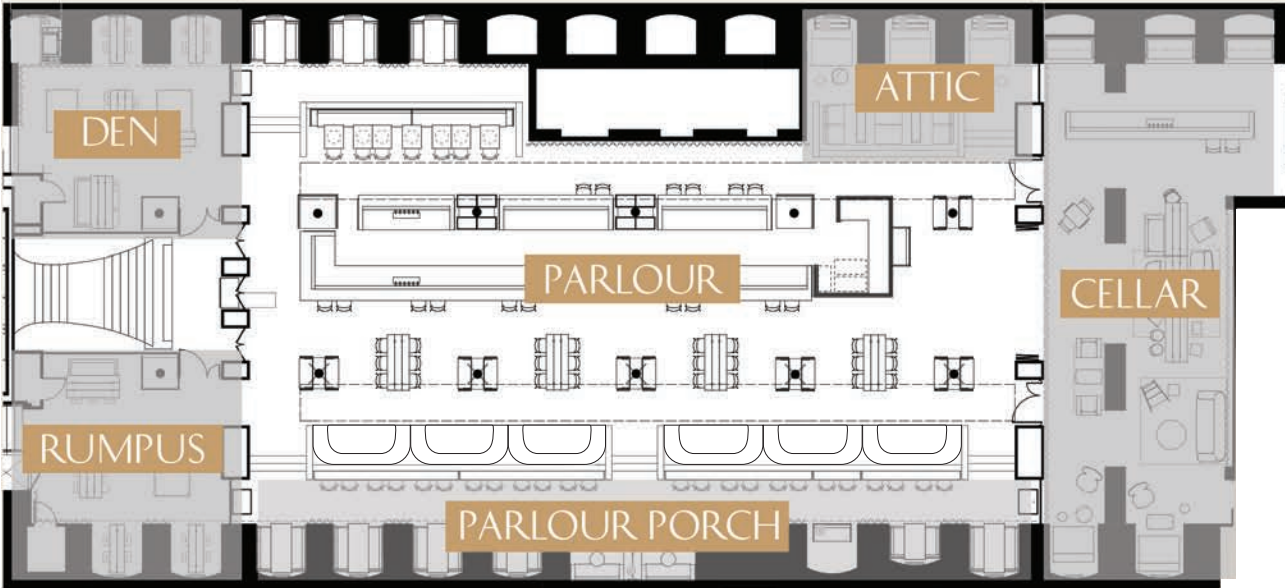 ATTIC
DEN
PARLOUR
CELLAR
RUMPUS
PARLOUR PORCH